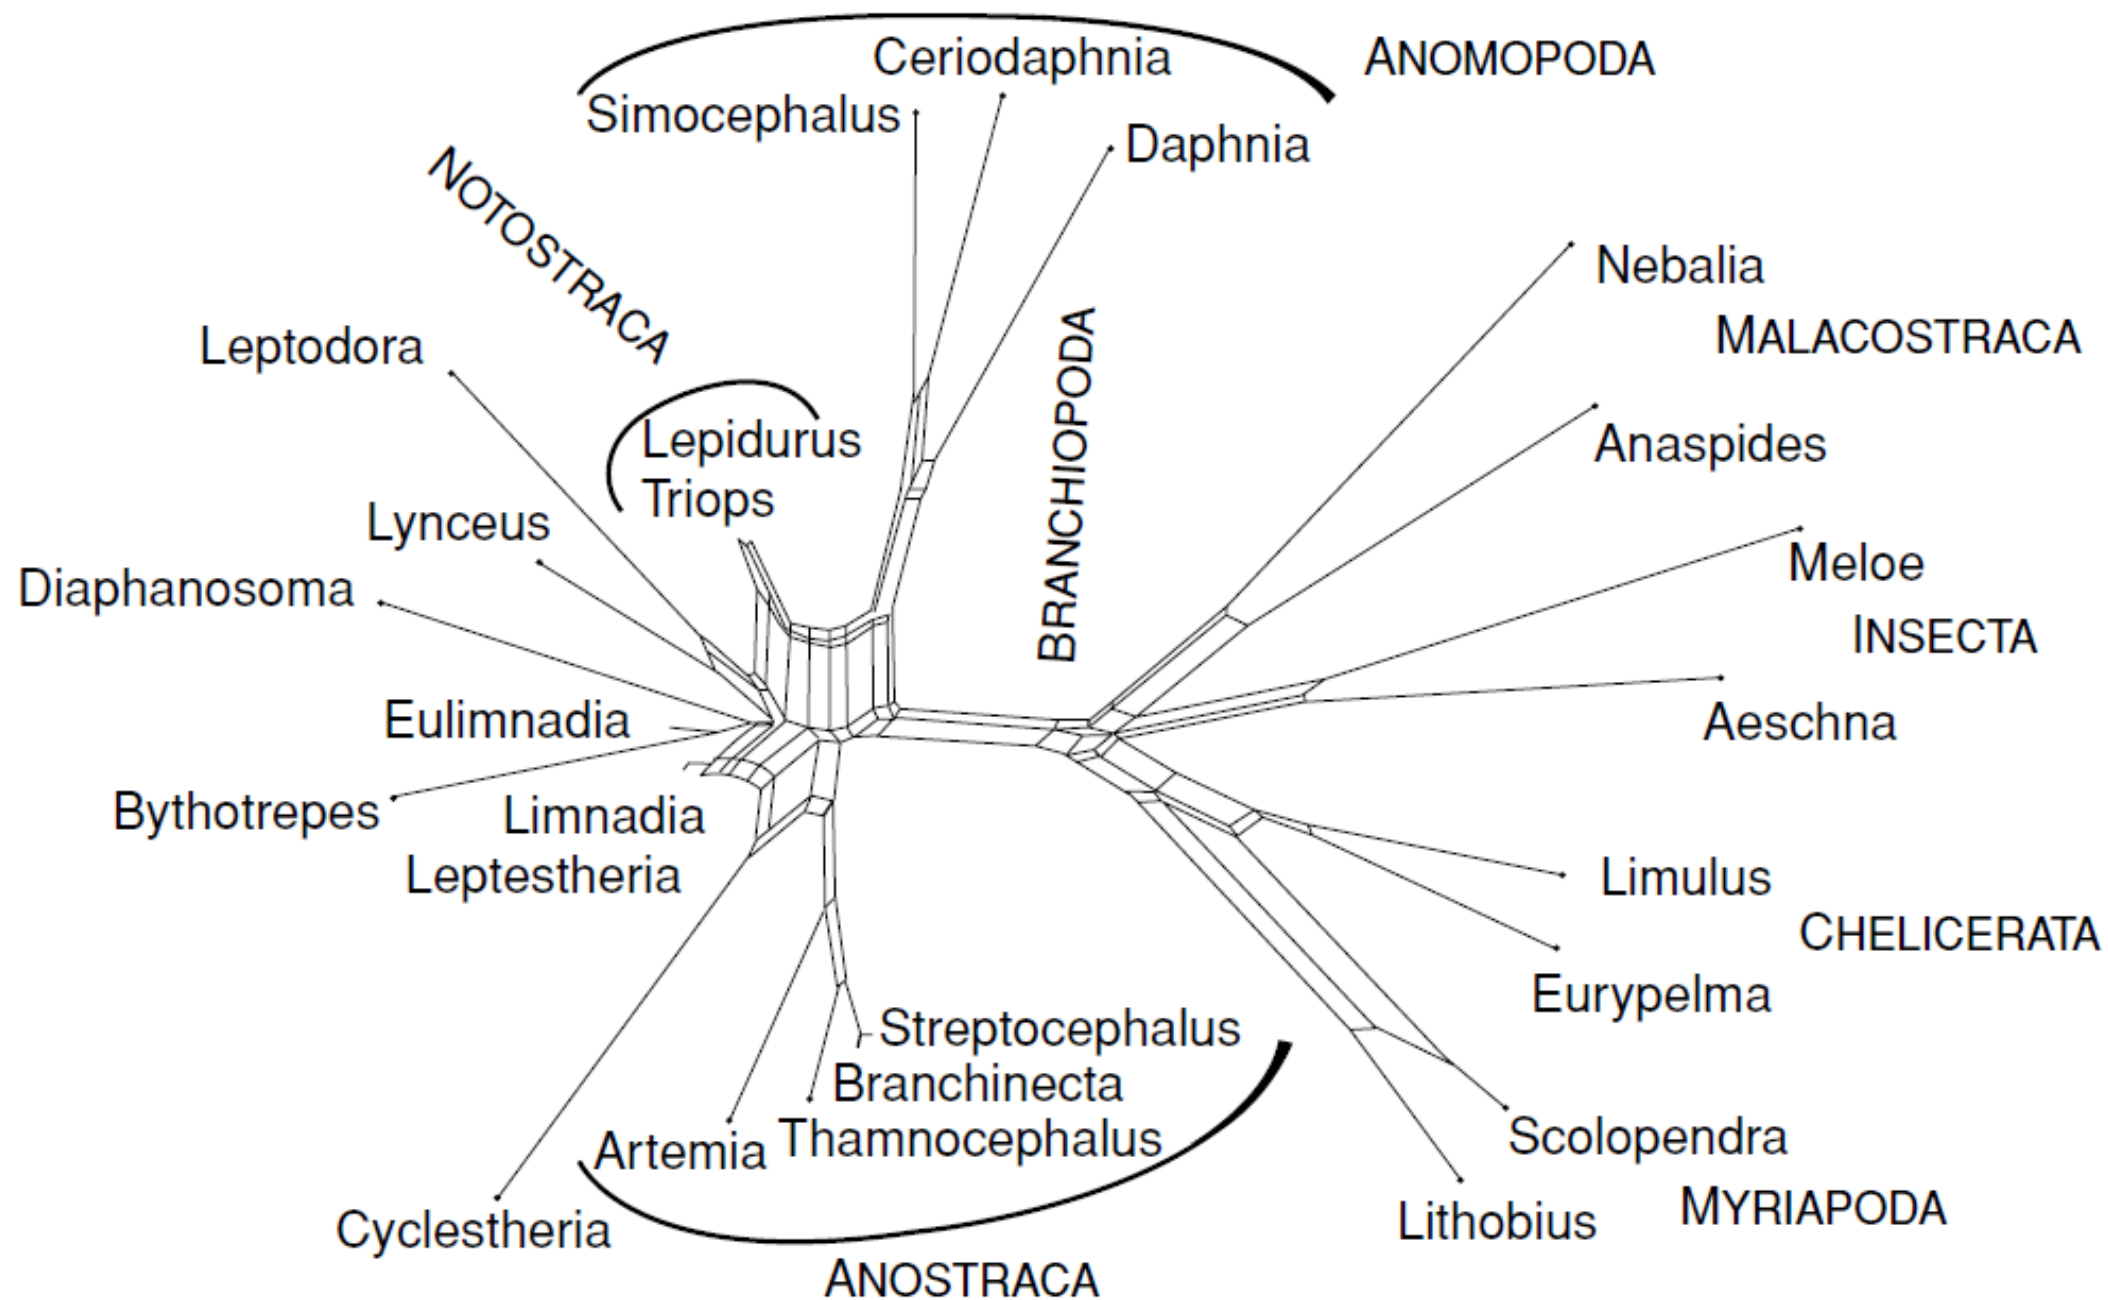 Ceriodaphnia
ANOMOPODA
Simocephalus
Daphnia
NOTOSTRACA
Nebalia
MALACOSTRACA
Leptodora
BRANCHIOPODA
Lepidurus
Anaspides
Triops
Lynceus
Meloe
Diaphanosoma
INSECTA
Eulimnadia
Aeschna
Bythotrepes
Limnadia
Leptestheria
Limulus
CHELICERATA
Eurypelma
Streptocephalus
Branchinecta
Artemia
Thamnocephalus
Scolopendra
MYRIAPODA
Lithobius
Cyclestheria
ANOSTRACA